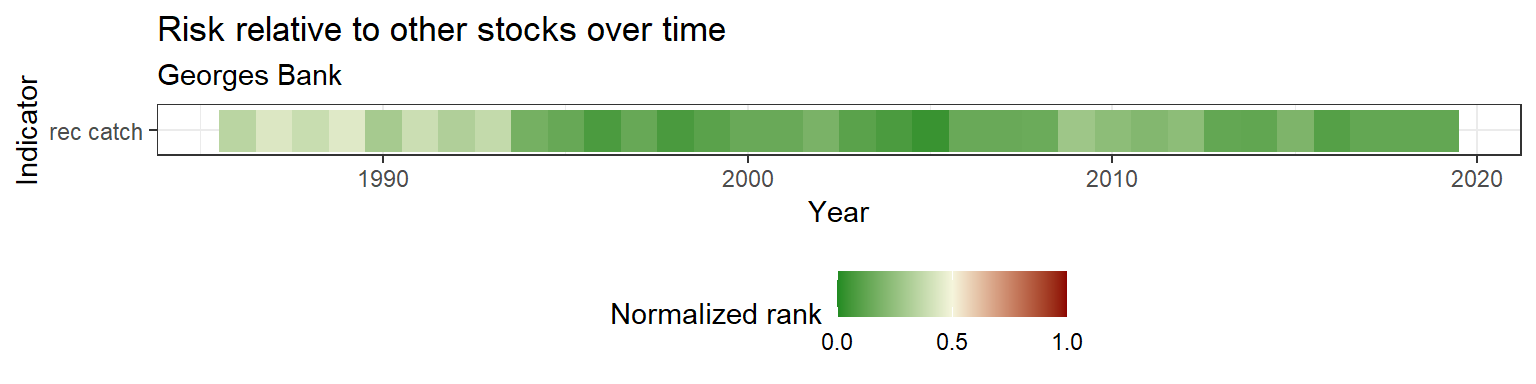 Risk relative to other stocks over time
Georges Bank
Indicator
rec catch
1990 2000 2010 2020
Year
Normalized rank
0.0 0.5 1.0